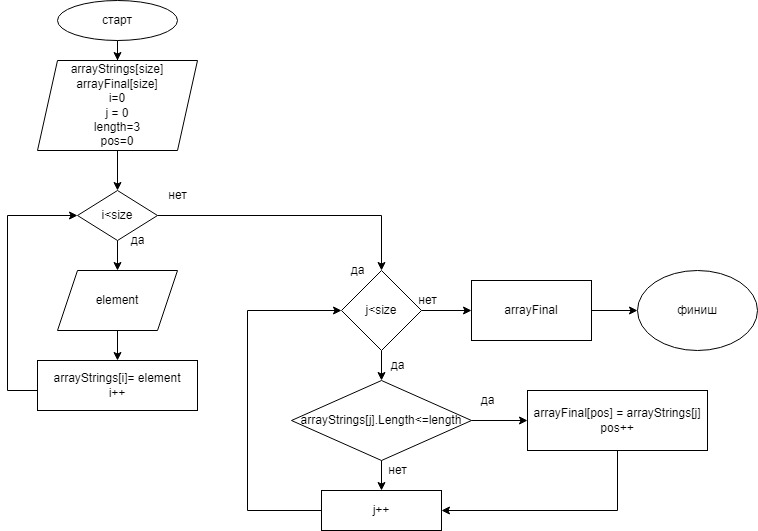 старт
arrayStrings[size]
arrayFinal[size]
i=0
j = 0
length=3
pos=0
i<size
нет
да
element
arrayStrings[i]= element
i++
да
j<size
нет
arrayFinal
финиш
да
arrayStrings[j].Length<=length
да
arrayFinal[pos] = arrayStrings[j]
pos++
нет
j++